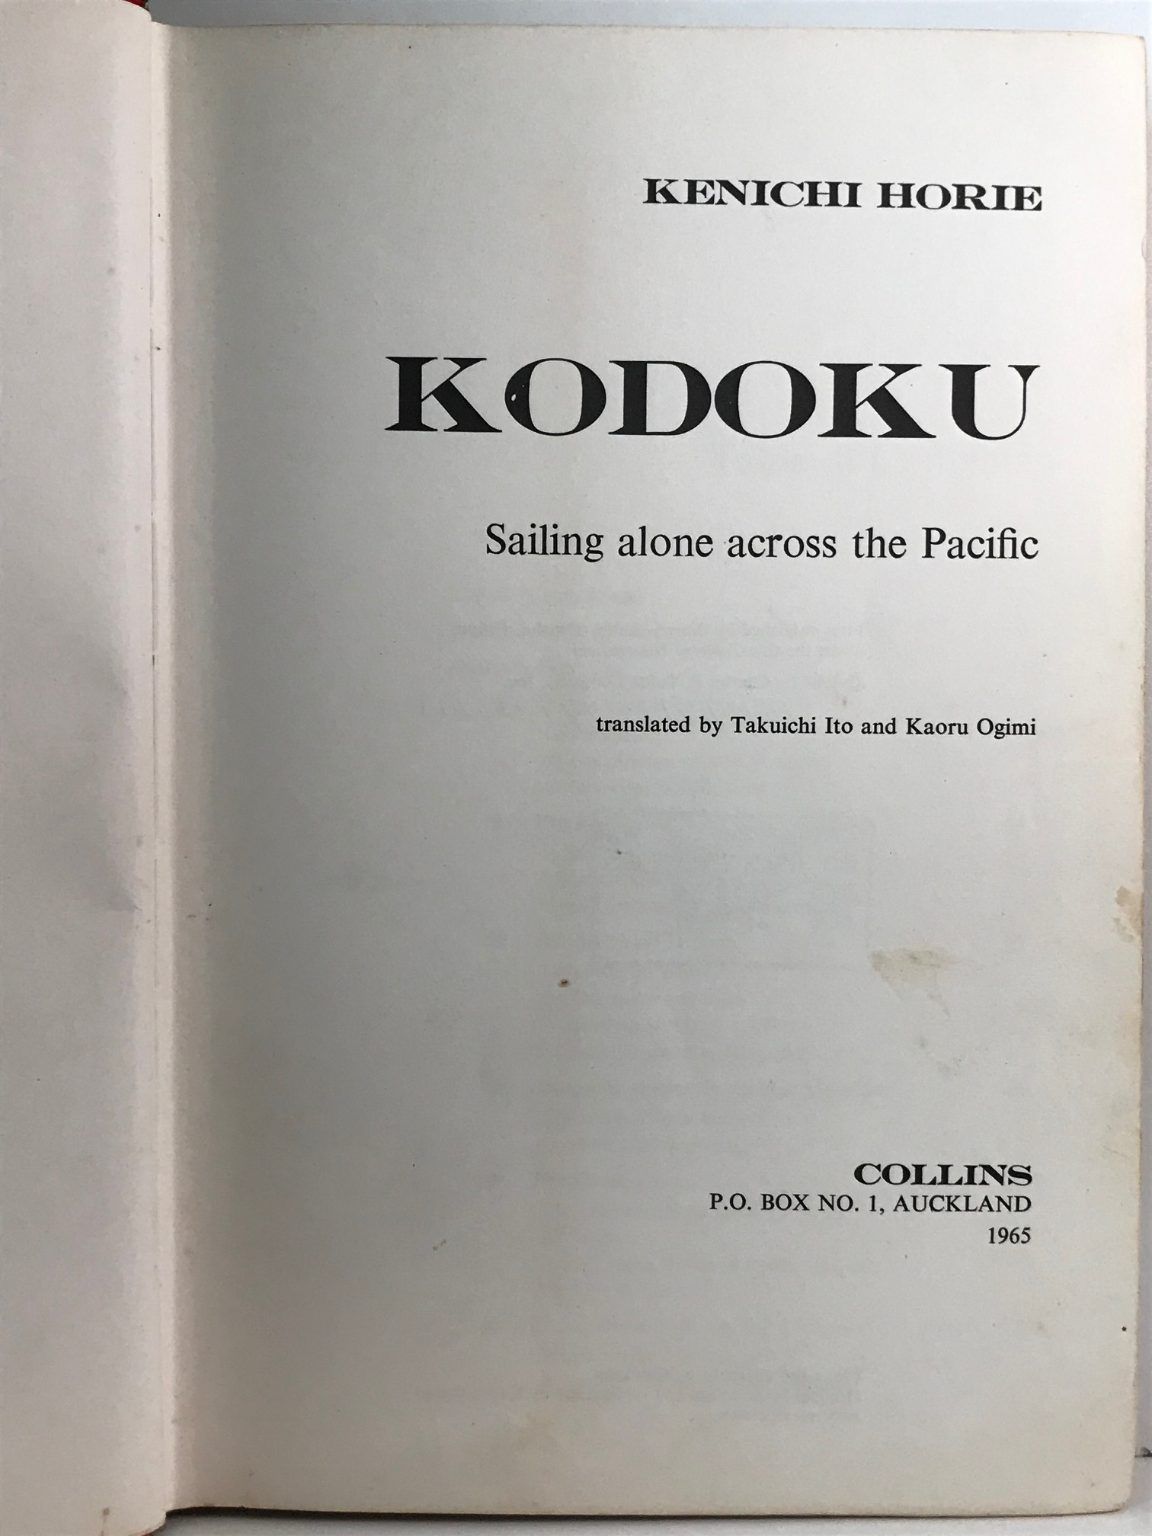 KENICHI HORIE
KODOKU
Sailing alone across the Pacific
translated by Takuichi Ito and Kaoru Ogimi
COLLINS
P.O. BOX NO. 1, AUCKLAND
1965